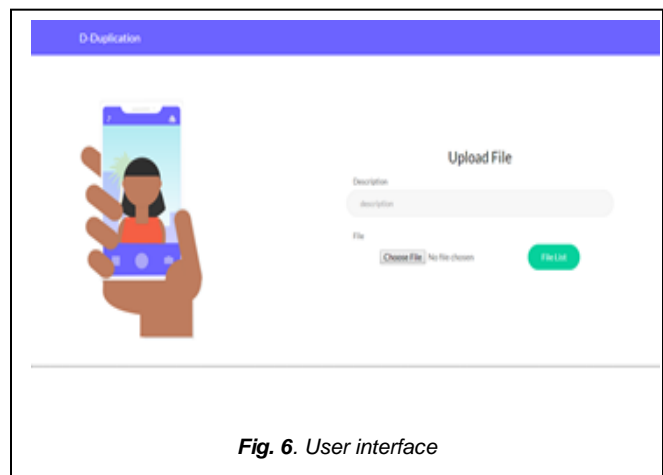 D-Duplication
Upload File
Description
description
File
Choose File No file chosen
File List
Fig. 6. User interface